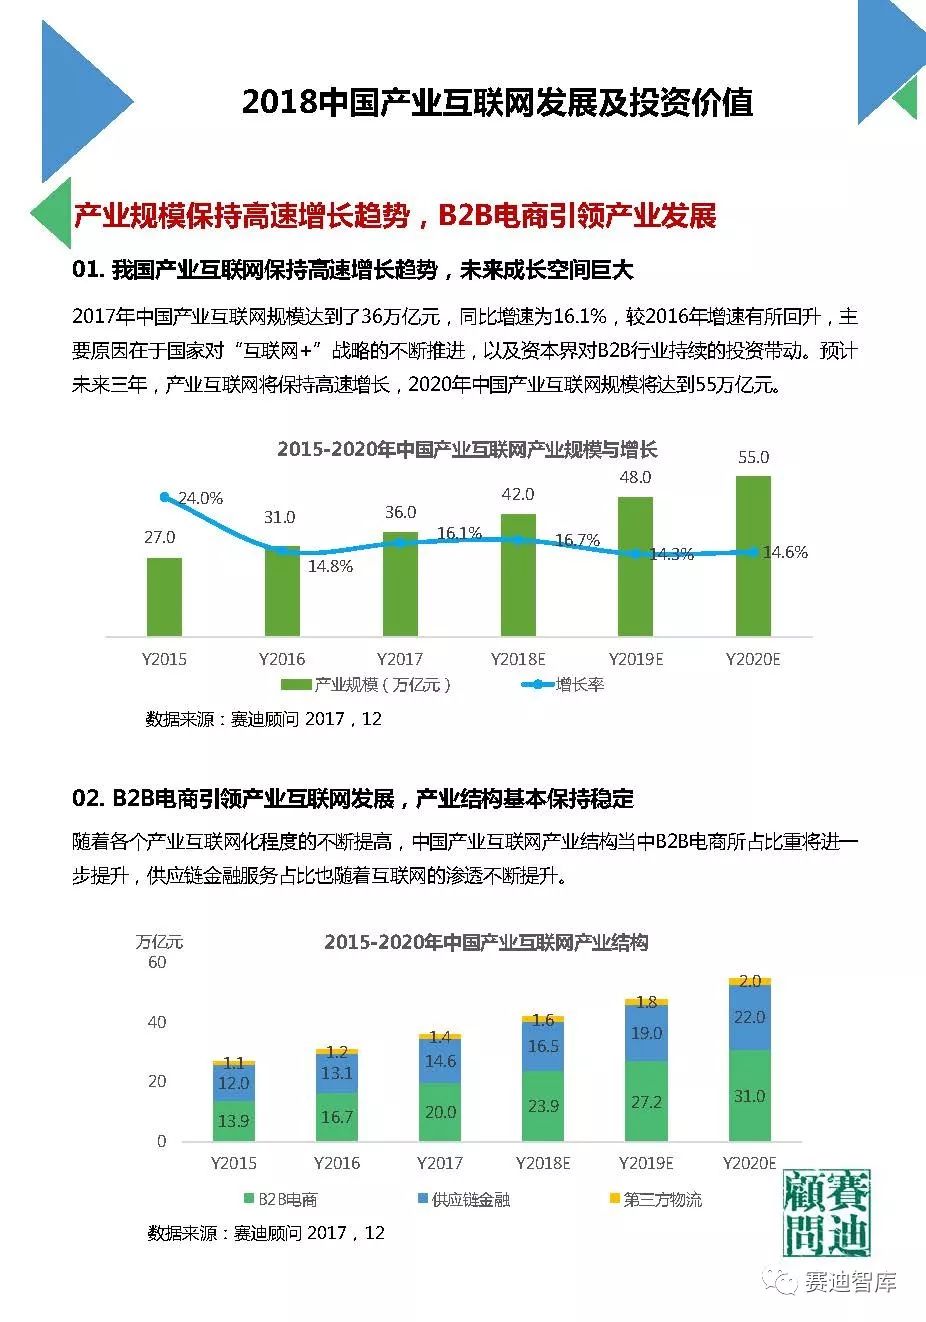 2018中国产业互联网发展及投资价值
产业规模保持高速增长趋势，B2B电商引领产业发展
01. 我国产业互联网保持高速增长趋势，未来成长空间巨大
2017年中国产业互联网规模达到了36万亿元，同比增速为16.1%，较2016年增速有所回升，主
要原因在于国家对“互联网+”战略的不断推进，以及资本界对B2B行业持续的投资带动。预计
未来三年，产业互联网将保持高速增长，2020年中国产业互联网规模将达到55万亿元。
2015-2020年中国产业互联网产业规模与增长
27.0 31.0 36.0 42.0 48.0 55.0
24.0% 14.8% 16.1% 16.7% 14.3% 14.6%
Y2015 Y2016 Y2017 Y2018E Y2019E Y2020E
产业规模（万亿元） 增长率
数据来源：赛迪顾问 2017，12
02. B2B电商引领产业互联网发展，产业结构基本保持稳定
随着各个产业互联网化程度的不断提高，中国产业互联网产业结构当中B2B电商所占比重将进一
步提升，供应链金融服务占比也随着互联网的渗透不断提升。
万亿元 2015-2020年中国产业互联网产业结构
60
40
20
0
1.1 1.2 1.4 1.6 1.8 2.0
12.0 13.1 14.6 16.5 19.0 22.0
13.9 16.7 20.0 23.9 27.2 31.0
Y2015 Y2016 Y2017 Y2018E Y2019E Y2020E
B2B电商 供应链金融 第三方物流
数据来源：赛迪顾问 2017，12
賽迪
顧問
赛迪智库